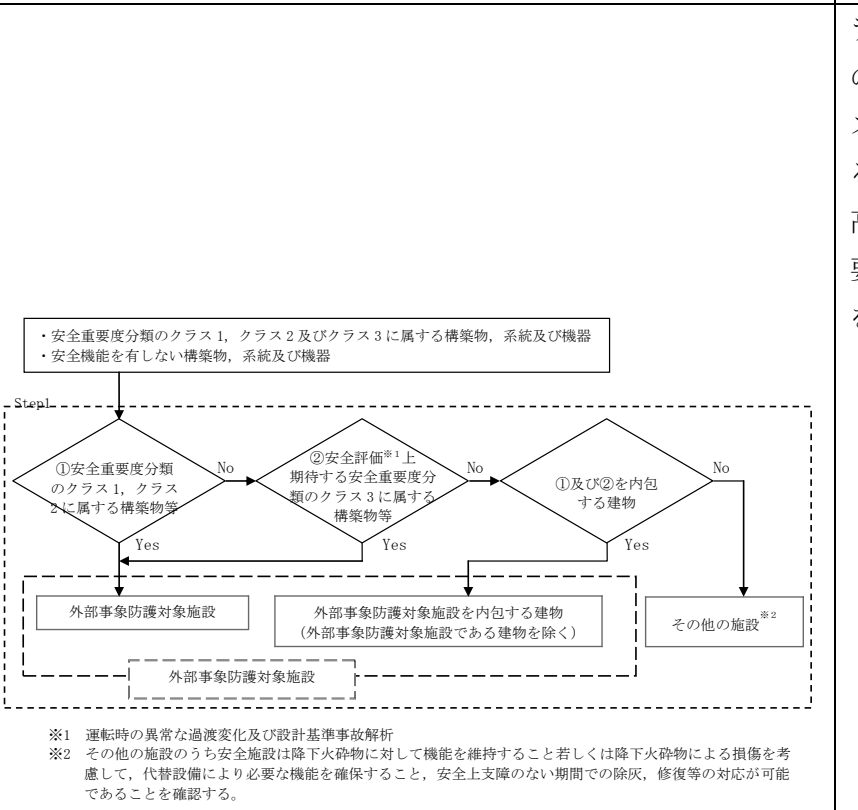 ・安全重要度分類のクラス1，クラス2及びクラス3に属する構築物，系統及び機器
・安全機能を有しない構築物，系統及び機器
Step1
①安全重要度分類
のクラス1，クラス
2に属する構築物等
No
②安全評価※1上
期待する安全重要度分
類のクラス3に属する
構築物等
No
①及び②を内包
する建物
No
Yes
Yes
Yes
外部事象防護対象施設
外部事象防護対象施設を内包する建物
（外部事象防護対象施設である建物を除く）
その他の施設※2
外部事象防護対象施設
※1　運転時の異常な過渡変化及び設計基準事故解析
※2　その他の施設のうち安全施設は降下火砕物に対して機能を維持すること若しくは降下火砕物による損傷を考
慮して，代替設備により必要な機能を確保すること，安全上支障のない期間での除灰，修復等の対応が可能
であることを確認する。